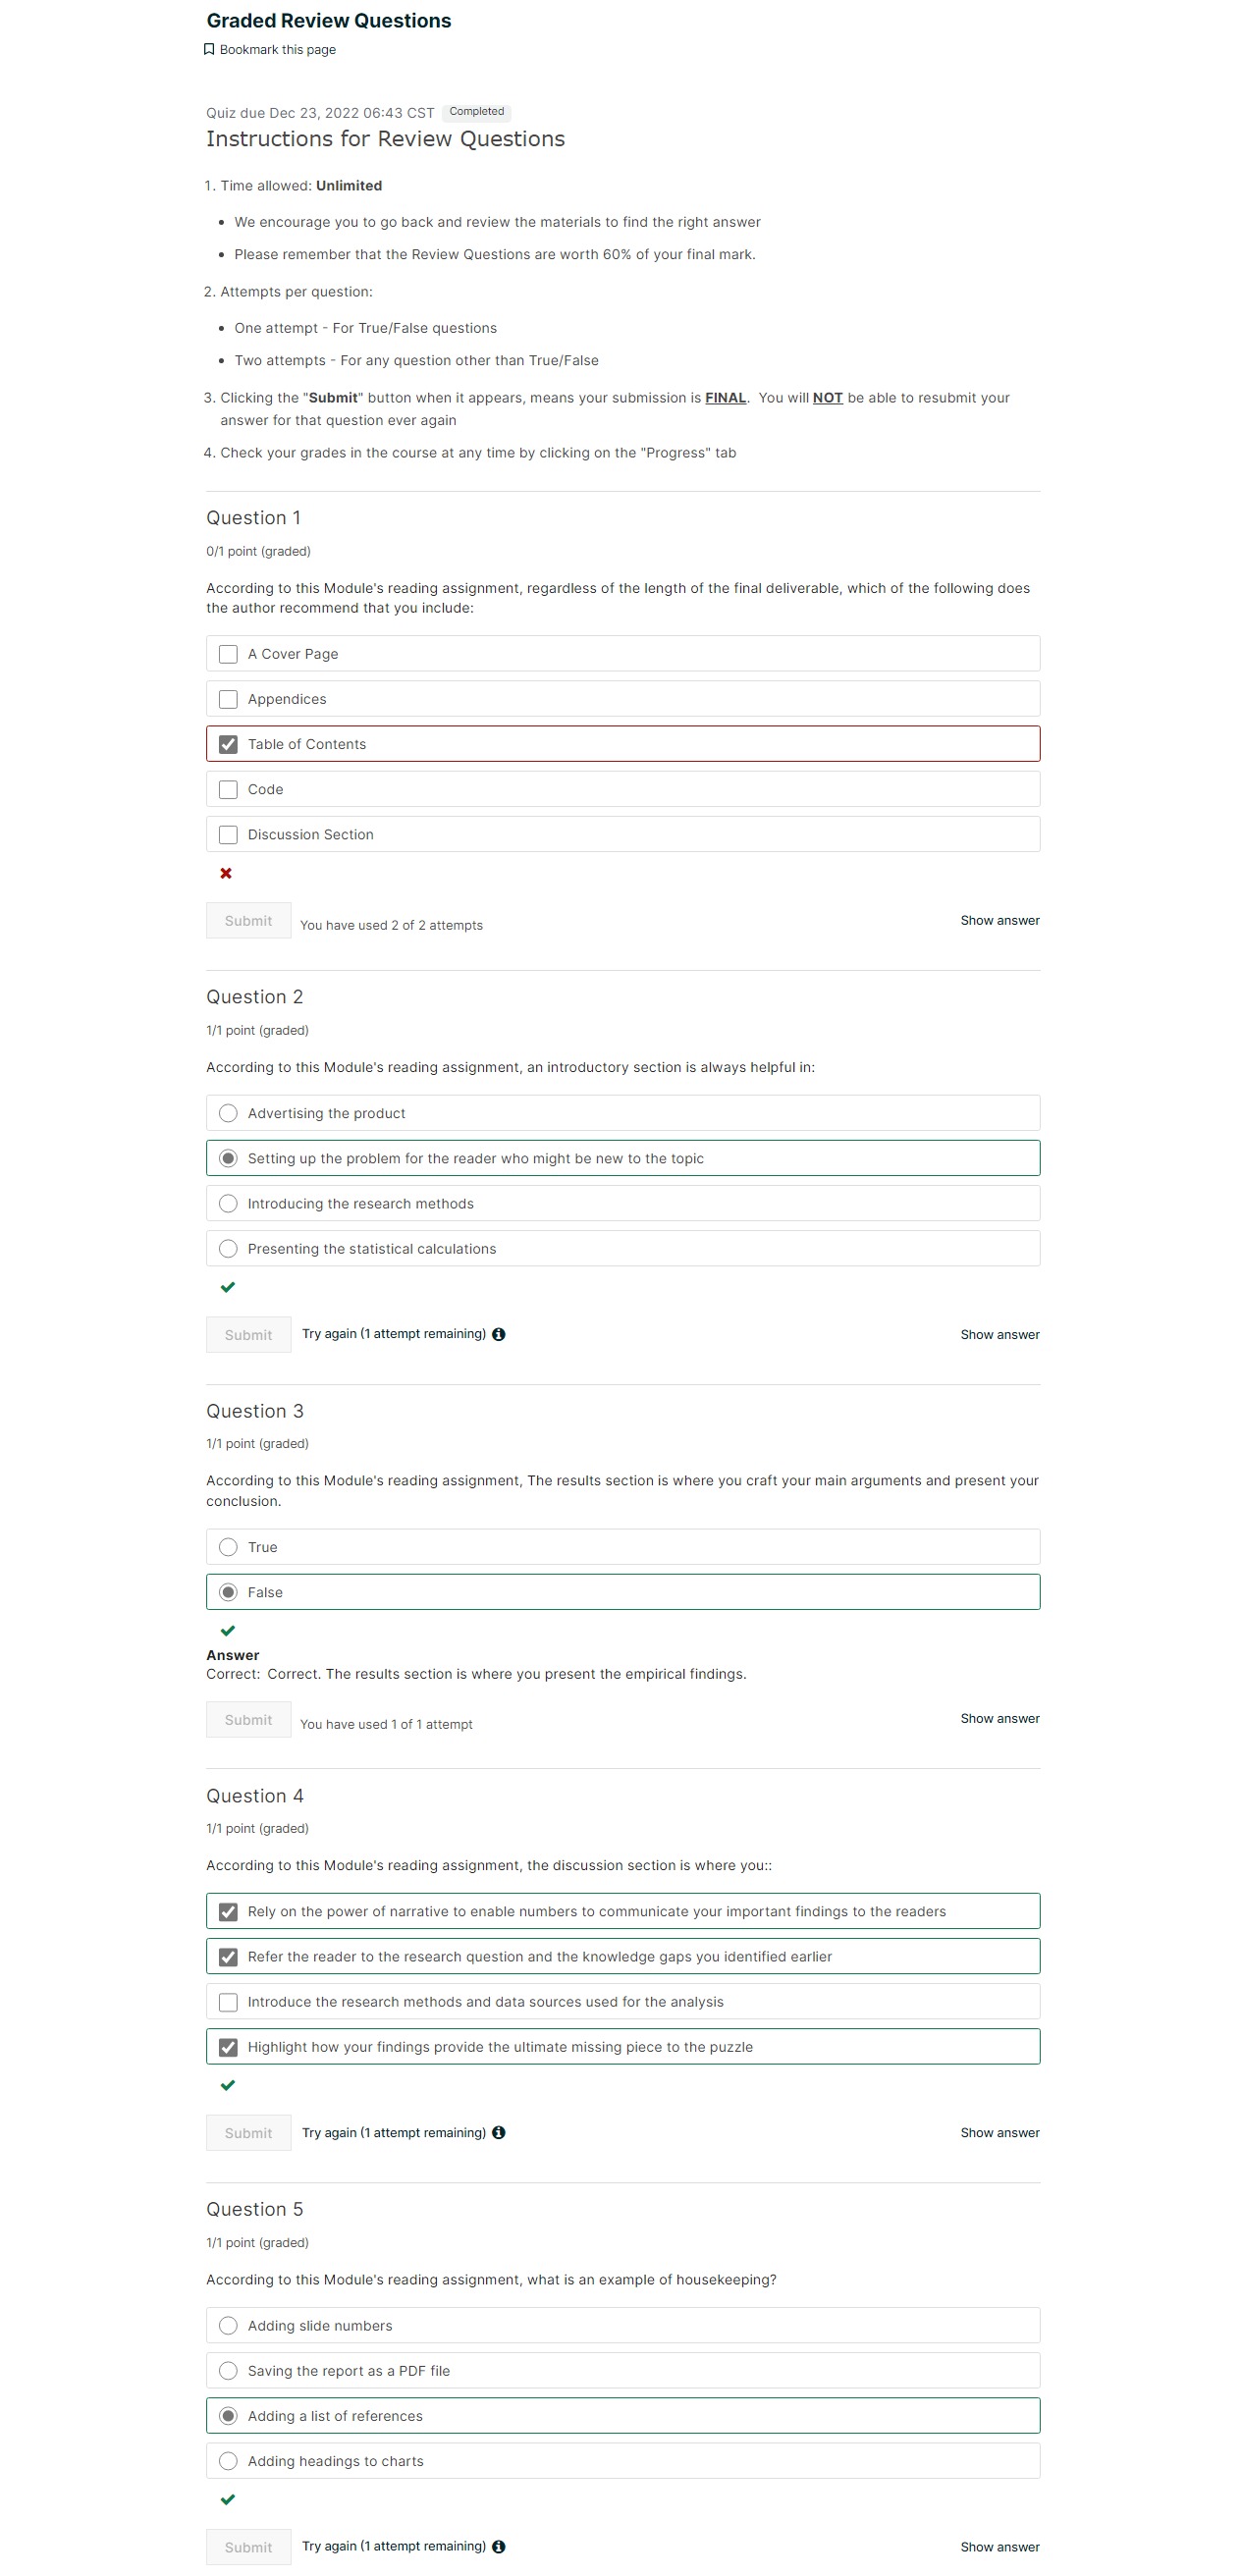 Graded Review Questions
Bookmark this page
Quiz due Dec 23, 2022 06:43 CST Completed
Instructions for Review Questions
1. Time allowed: Unlimited
• We encourage you to go back and review the materials to find the right answer
• Please remember that the Review Questions are worth 60% of your final mark.
2. Attempts per question:
• One attempt - For True/False questions
• Two attempts - For any question other than True/False
3. Clicking the "Submit" button when it appears, means your submission is FINAL. You will NOT be able to resubmit your
answer for that question ever again
4. Check your grades in the course at any time by clicking on the "Progress" tab
Question 1
0/1 point (graded)
According to this Module's reading assignment, regardless of the length of the final deliverable, which of the following does
the author recommend that you include:
A Cover Page
Appendices
Table of Contents
Code
Discussion Section
Submit You have used 2 of 2 attempts Show answer
Question 2
1/1 point (graded)
According to this Module's reading assignment, an introductory section is always helpful in:
Advertising the product
Setting up the problem for the reader who might be new to the topic
Introducing the research methods
Presenting the statistical calculations
Submit Try again (1 attempt remaining) Show answer
Question 3
1/1 point (graded)
According to this Module's reading assignment, The results section is where you craft your main arguments and present your
conclusion.
True
False
Answer
Correct: Correct. The results section is where you present the empirical findings.
Submit You have used 1 of 1 attempt Show answer
Question 4
1/1 point (graded)
According to this Module's reading assignment, the discussion section is where you::
Rely on the power of narrative to enable numbers to communicate your important findings to the readers
Refer the reader to the research question and the knowledge gaps you identified earlier
Introduce the research methods and data sources used for the analysis
Highlight how your findings provide the ultimate missing piece to the puzzle
Submit Try again (1 attempt remaining) Show answer
Question 5
1/1 point (graded)
According to this Module's reading assignment, what is an example of housekeeping?
Adding slide numbers
Saving the report as a PDF file
Adding a list of references
Adding headings to charts
Submit Try again (1 attempt remaining) Show answer